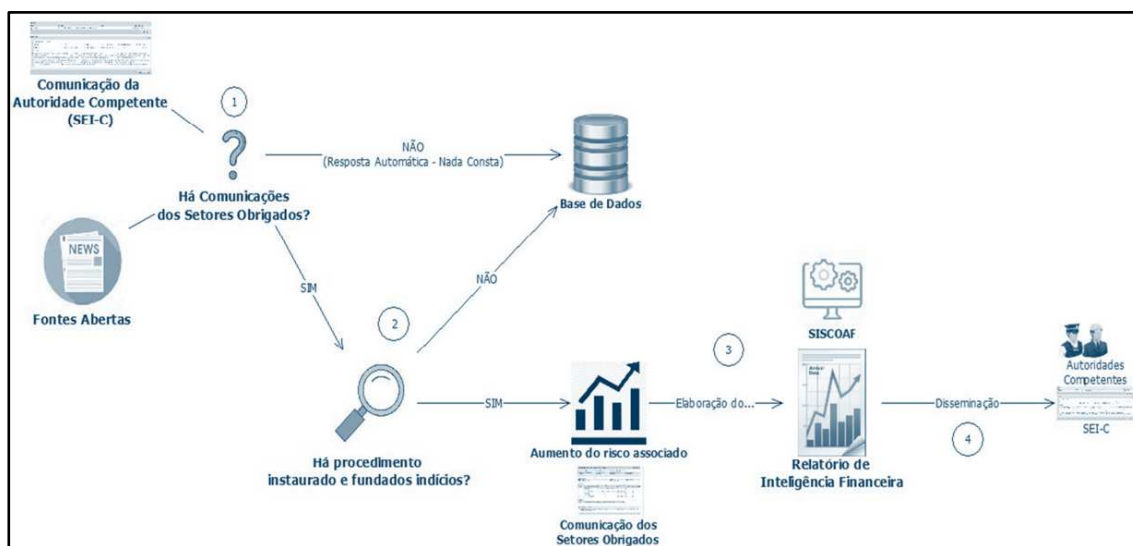 Comunicação da
Autoridade Competente
(SEI-C)
1
?
NÃO
(Resposta Automática - Nada Consta)
Há Comunicações
dos Setores Obrigados?
Base de Dados
NEWS
Fontes Abertas
SIM
NÃO
2
SIM
Há procedimento
instaurado e fundados indícios?
Aumento do risco associado
Comunicação dos
Setores Obrigados
3
Elaboração do...
SISCOAF
Relatório de
Inteligência Financeira
Disseminação
4
Autoridades
Competentes
SEI-C